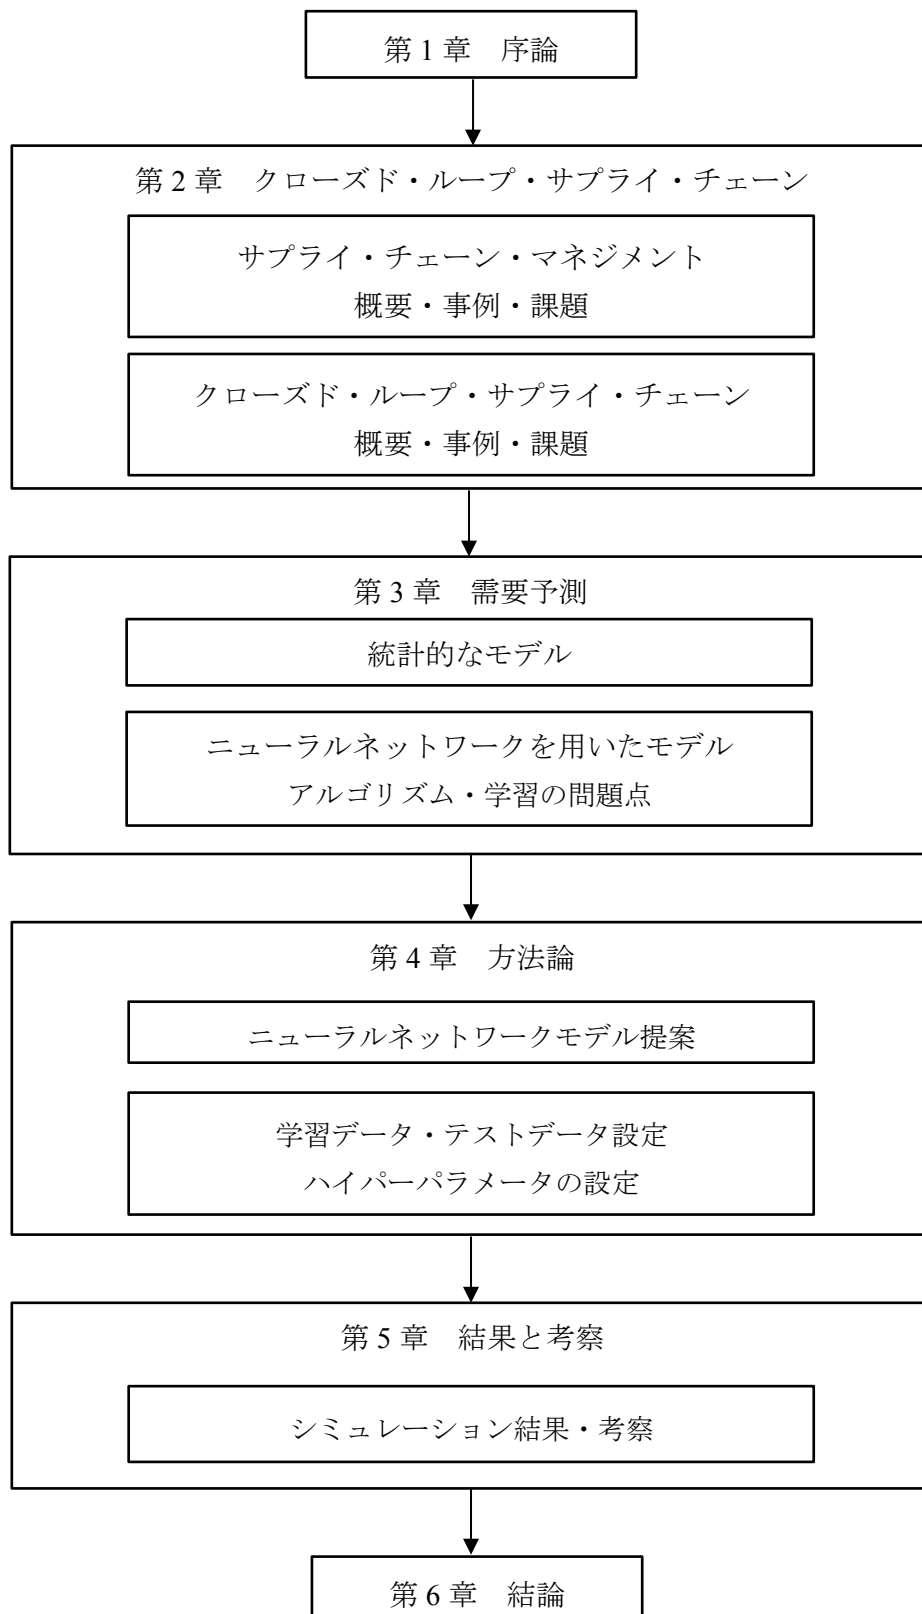 第 1 章　序論
第 2 章　クローズド・ループ・サプライ・チェーン
サプライ・チェーン・マネジメント
概要・事例・課題
クローズド・ループ・サプライ・チェーン
概要・事例・課題
第 3 章　需要予測
統計的なモデル
ニューラルネットワークを用いたモデル
アルゴリズム・学習の問題点
第 4 章　方法論
ニューラルネットワークモデル提案
学習データ・テストデータ設定
ハイパーパラメータの設定
第 5 章　結果と考察
シミュレーション結果・考察
第 6 章　結論